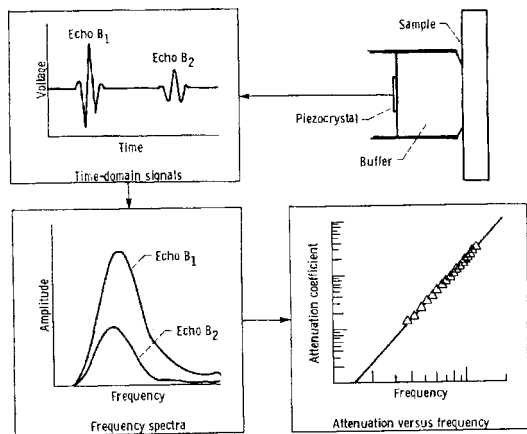 Echo B1
Echo B2
Voltage
Time
Time-domain signals
Sample
Piezocrystal
Buffer
Echo B1
Echo B2
Amplitude
Frequency
Frequency spectra
Attenuation coefficient
Frequency
Attenuation versus frequency